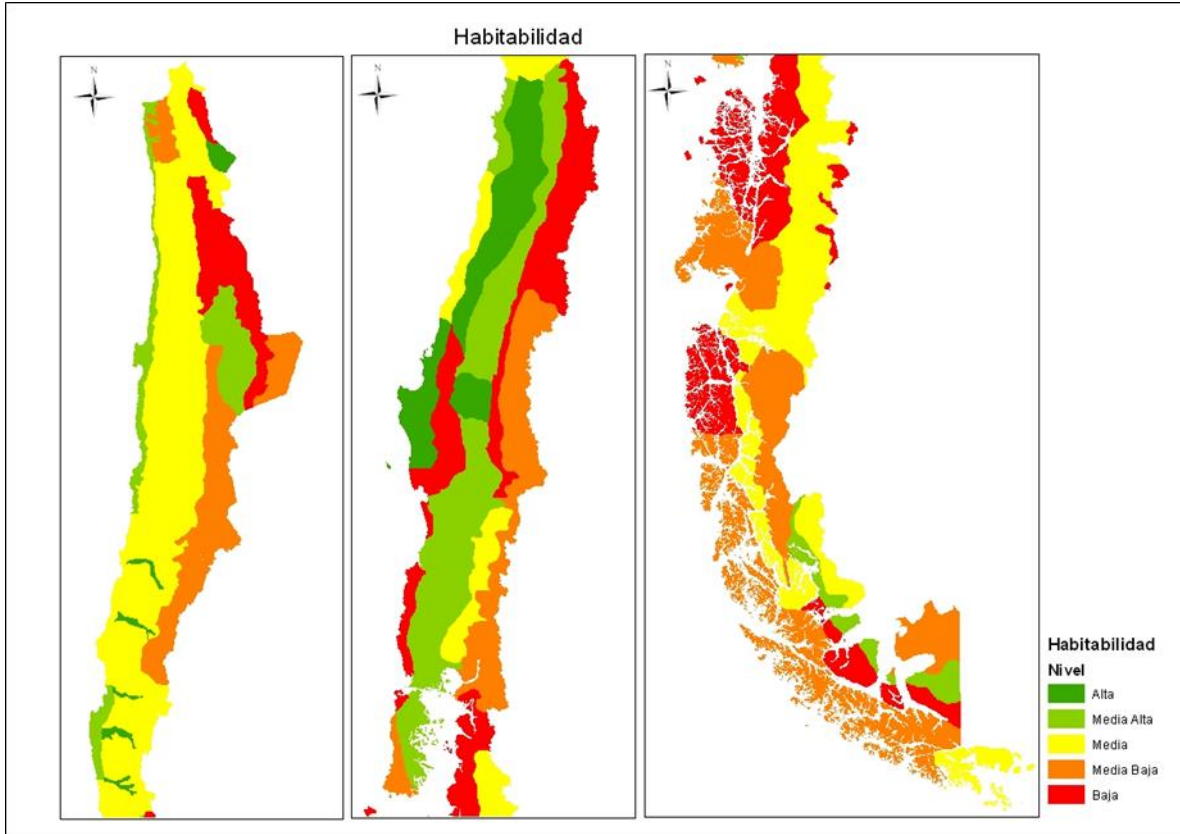 Habitabilidad
N
N
N
Habitabilidad
Nivel
Alta
Media Alta
Media
Media Baja
Baja